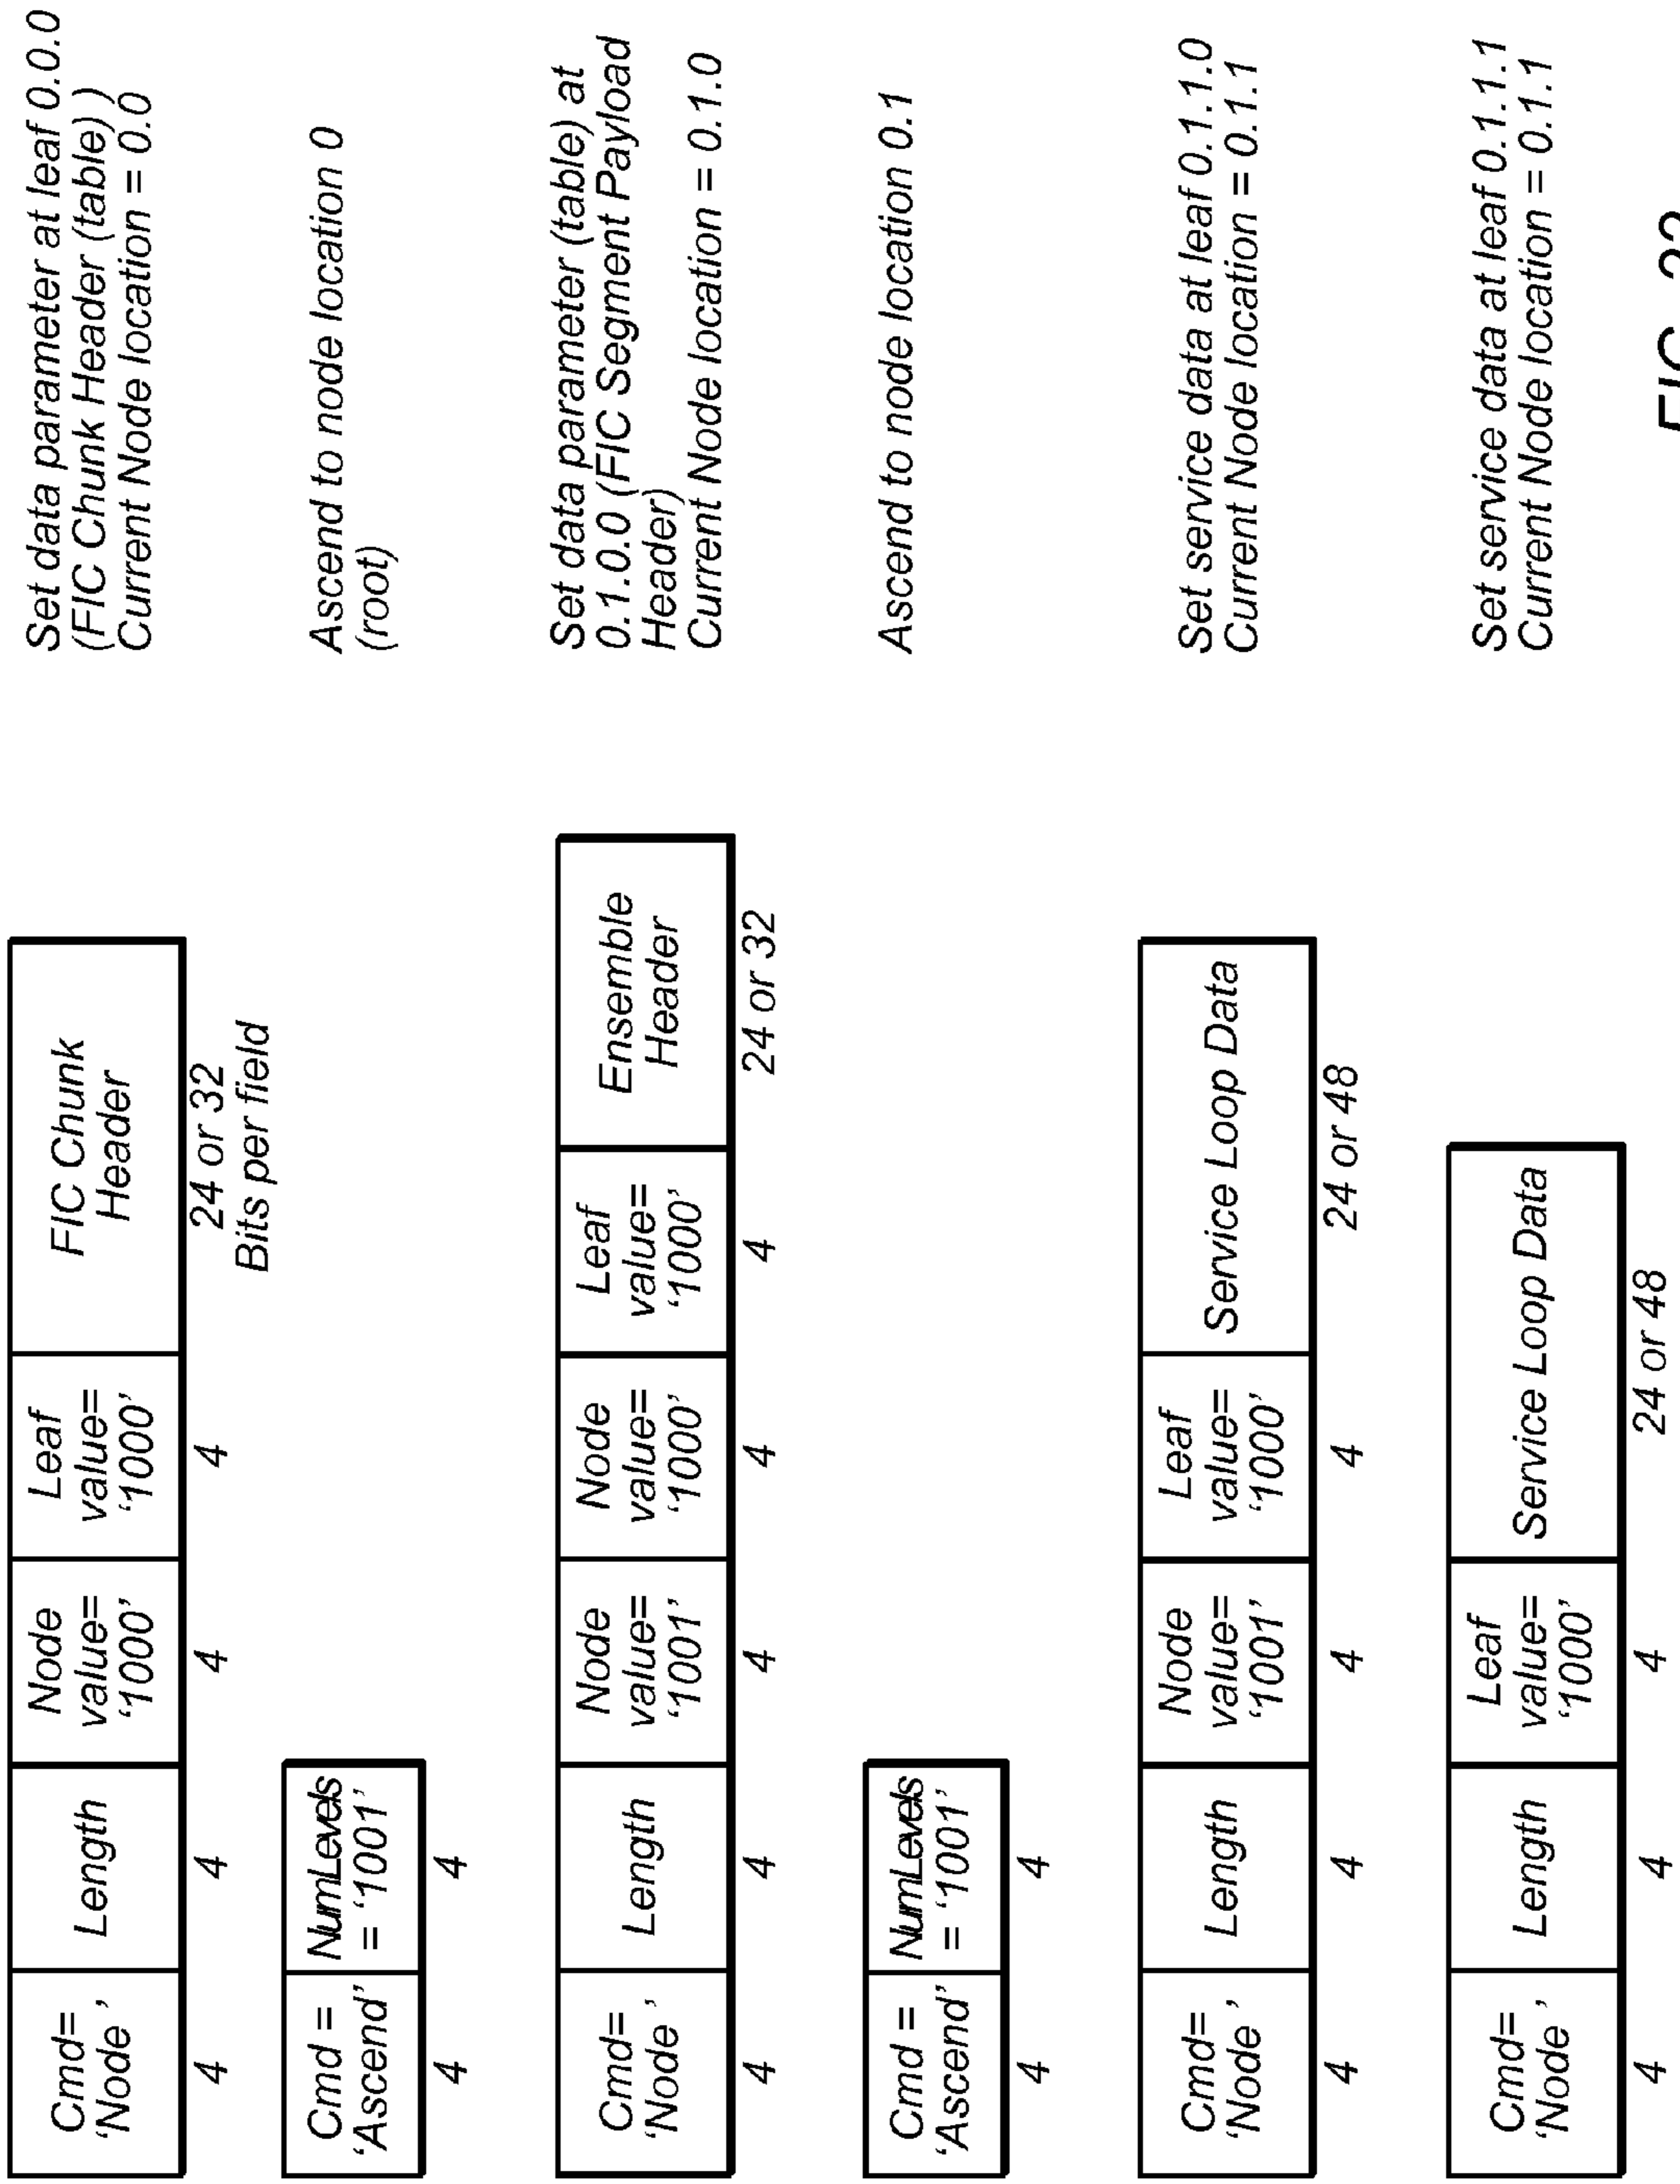 Cmd=
‘Node ’
Length
Node
value=
‘1000’
Leaf
value=
‘1000’
FIC Chunk
Header
4
4
4
4
24 or 32
Bits per field
Set data parameter at leaf 0.0.0
(FIC Chunk Header (table) )
Current Node location = 0.0
Cmd =
‘Ascend’
NumLevels
= ‘1001’
4
4
Ascend to node location 0
(root)
Cmd=
‘Node ’
Length
Node
value=
‘1001’
Node
value=
‘1000’
Leaf
value=
‘1000’
Ensemble
Header
4
4
4
4
4
24 or 32
Set data parameter (table) at
0.1.0.0 (FIC Segment Payload
Header)
Current Node location = 0.1.0
Cmd =
‘Ascend’
NumLevels
= ‘1001’
4
4
Ascend to node location 0.1
Cmd=
‘Node ’
Length
Node
value=
‘1001’
Leaf
value=
‘1000’
Service Loop Data
4
4
4
4
24 or 48
Set service data at leaf 0.1.1.0
Current Node location = 0.1.1
Cmd=
‘Node ’
Length
Leaf
value=
‘1000’
Service Loop Data
4
4
4
24 or 48
Set service data at leaf 0.1.1.1
Current Node location = 0.1.1
FIG.